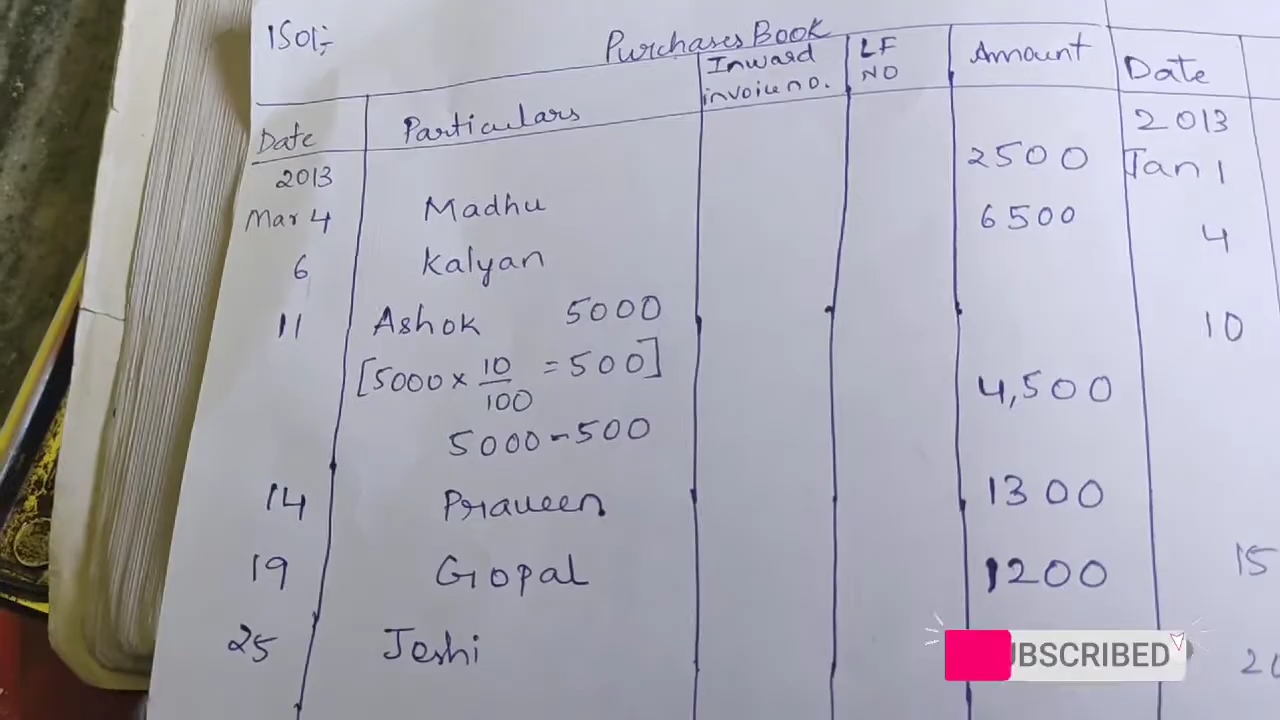 1501;-
Purchases Book
Date Particulars Inward invoice no. LF NO Amount
2013
Mar 4 Madhu 2500
6 Kalyan 6500
11 Ashok 5000
[5000 × 10/100 = 500]
5000 - 500 4,500
14 Praveen 1300
19 Gopal 1200
25 Joshi
Date
2013
Jan 1
4
10
15
UBSCRIBED